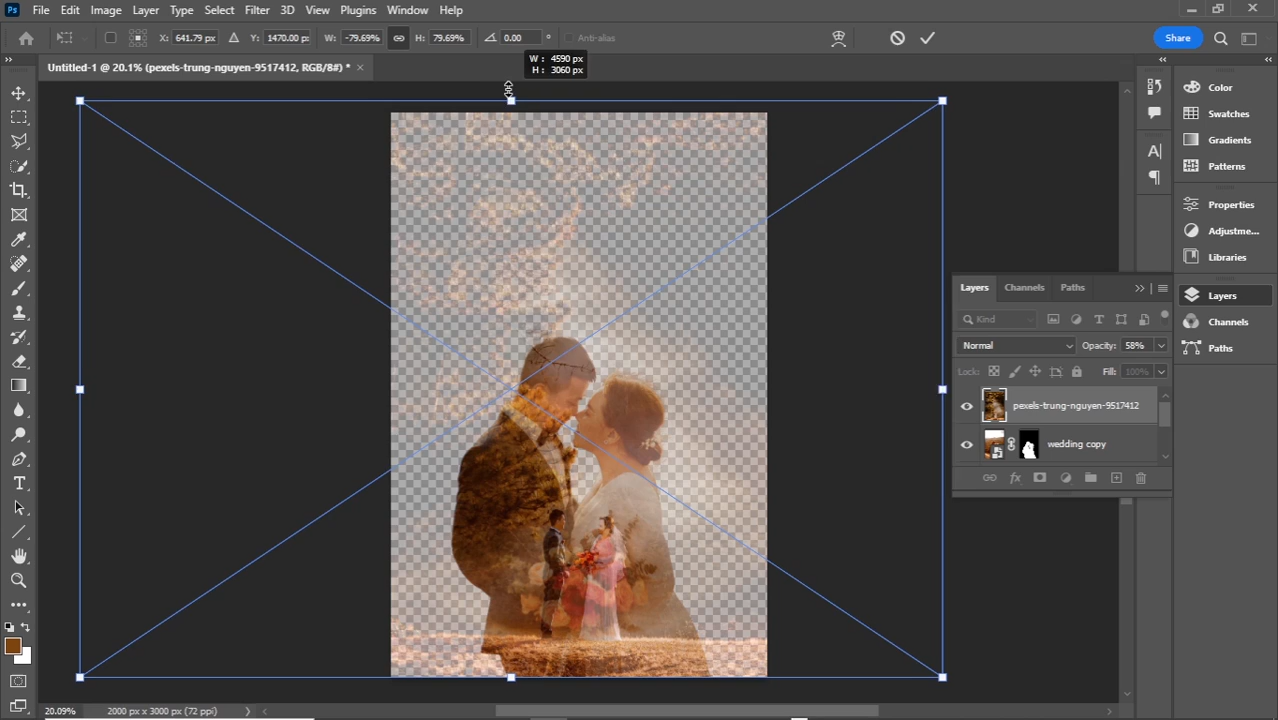 Ps File Edit Image Layer Type Select Filter 3D View Plugins Window Help
X: 641.79 px Y: 1470.00 px W: -79.69% H: 79.69% 0.00 ° Anti-alias Share
W : 4590 px
H : 3060 px
Untitled-1 @ 20.1% (pexels-trung-nguyen-9517412, RGB/8#) * ×
Color
Swatches
Gradients
Patterns
Properties
Adjustme...
Libraries
Layers
Channels
Paths
Layers Channels Paths
Kind
Normal Opacity: 58%
Lock: Fill: 100%
pexels-trung-nguyen-9517412
wedding copy
fx
20.09% 2000 px x 3000 px (72 ppi)